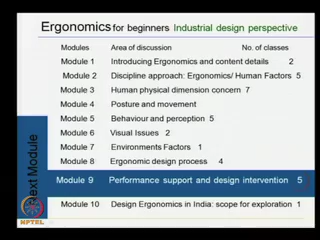 Ergonomics for beginners Industrial design perspective
Modules Area of discussion No. of classes
Module 1 Introducing Ergonomics and content details 2
Module 2 Discipline approach: Ergonomics/ Human Factors 5
Module 3 Human physical dimension concern 7
Module 4 Posture and movement
Module 5 Behaviour and perception 5
Module 6 Visual Issues 2
Module 7 Environments Factors 1
Module 8 Ergonomic design process 4
Module 9 Performance support and design intervention 5
Module 10 Design Ergonomics in India: scope for exploration 1
Next Module
NPTEL